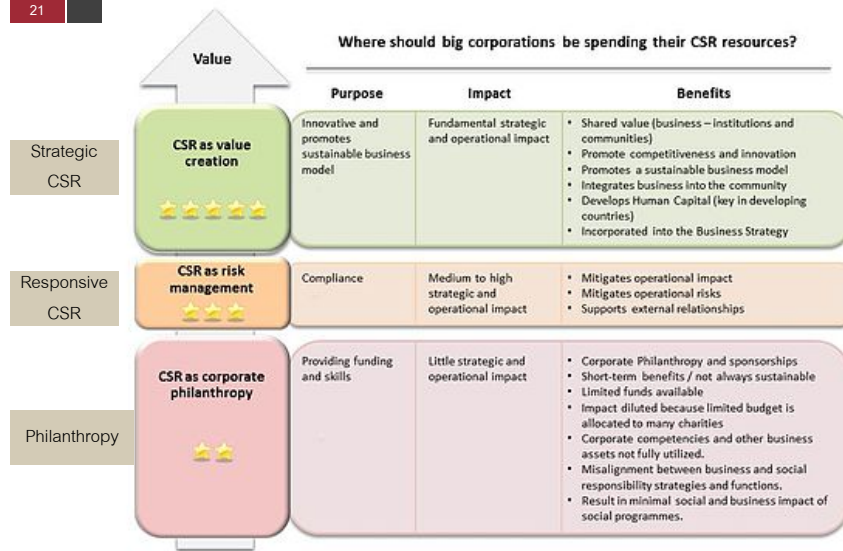 21
Value
Where should big corporations be spending their CSR resources?
Purpose
Impact
Benefits
Strategic
CSR
CSR as value
creation
Innovative and
promotes
sustainable business
model
Fundamental strategic
and operational impact
• Shared value (business – institutions and
communities)
• Promote competitiveness and innovation
• Promotes a sustainable business model
• Integrates business into the community
• Develops Human Capital (key in developing
countries)
• Incorporated into the Business Strategy
Responsive
CSR
CSR as risk
management
Compliance
Medium to high
strategic and
operational impact
• Mitigates operational impact
• Mitigates operational risks
• Supports external relationships
Philanthropy
CSR as corporate
philanthropy
Providing funding
and skills
Little strategic and
operational impact
• Corporate Philanthropy and sponsorships
• Short-term benefits / not always sustainable
• Limited funds available
• Impact diluted because limited budget is
allocated to many charities
• Corporate competencies and other business
assets not fully utilized.
• Misalignment between business and social
responsibility strategies and functions.
• Result in minimal social and business impact of
social programmes.